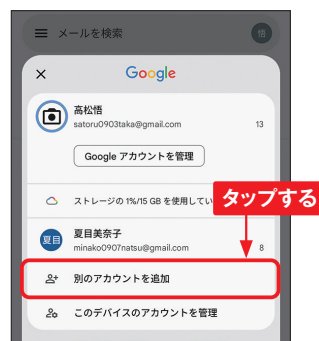 メールを検索
悟
Google
高松悟
satoru0903taka@gmail.com
13
Google アカウントを管理
ストレージの 1%/15 GB を使用してい
タップする
夏目
夏目美奈子
minako0907natsu@gmail.com
8
別のアカウントを追加
このデバイスのアカウントを管理